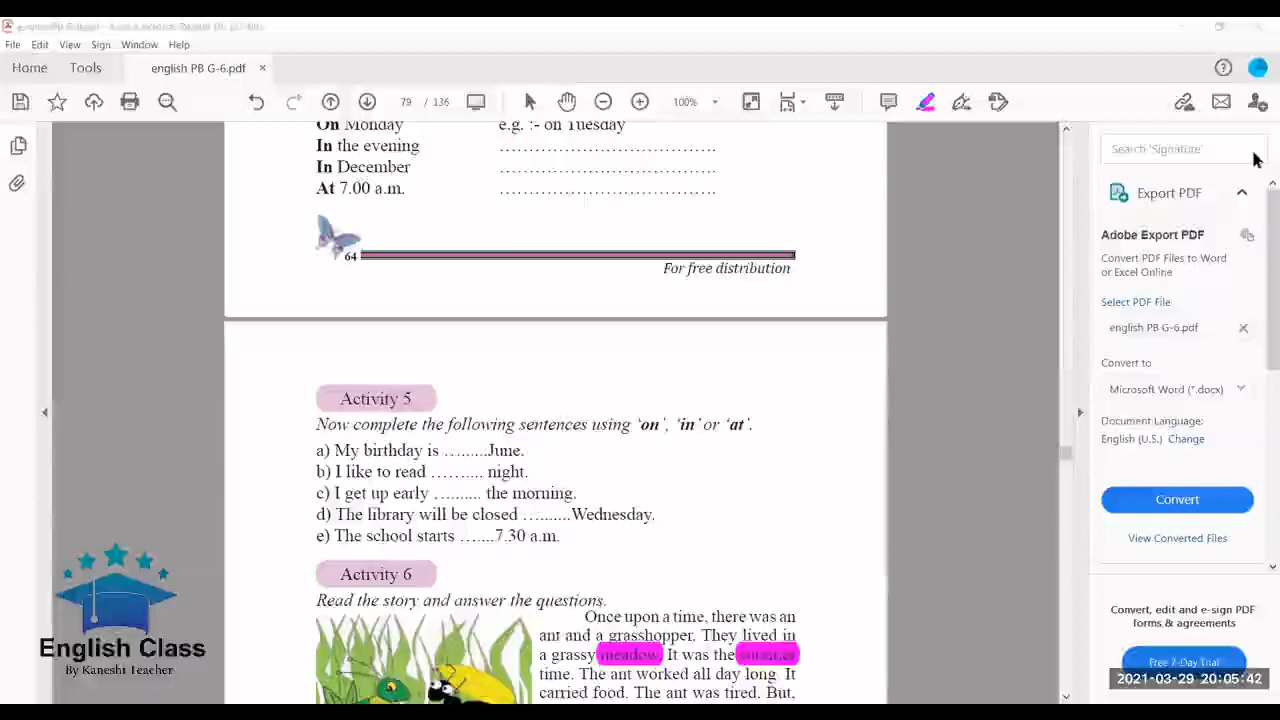 File Edit View Sign Window Help
Home Tools english PB G-6.pdf ×
79 / 136 100%
On Monday e.g. :- on Tuesday
In the evening ....................................
In December ....................................
At 7.00 a.m. ....................................
64
For free distribution
Activity 5
Now complete the following sentences using ‘on’, ‘in’ or ‘at’.
a) My birthday is ….......June.
b) I like to read ….….... night.
c) I get up early ….…... the morning.
d) The library will be closed ….......Wednesday.
e) The school starts ….....7.30 a.m.
Activity 6
Read the story and answer the questions.
Once upon a time, there was an
ant and a grasshopper. They lived in
a grassy meadow. It was the summer
time. The ant worked all day long. It
carried food. The ant was tired. But,
English Class
By Kaneshi Teacher
Search 'Signature'
Export PDF
Adobe Export PDF
Convert PDF Files to Word
or Excel Online
Select PDF File
english PB G-6.pdf
Convert to
Microsoft Word (*.docx)
Document Language:
English (U.S.) Change
Convert
View Converted Files
Convert, edit and e-sign PDF
forms & agreements
Free 7-Day Trial
2021-03-29 20:05:42